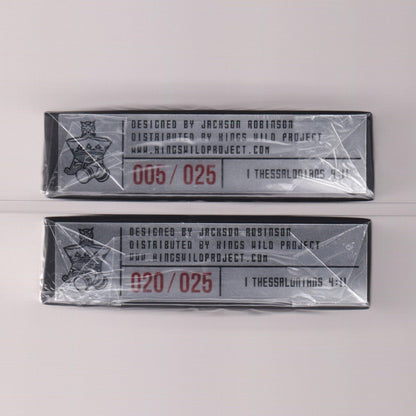 DESIGNED BY JACKSON ROBINSON
DISTRIBUTED BY KINGS WILD PROJECT
WWW.KINGSWILDPROJECT.COM
005/025
1 THESSALONIANS 4:11
DESIGNED BY JACKSON ROBINSON
DISTRIBUTED BY KINGS WILD PROJECT
WWW.KINGSWILDPROJECT.COM
020/025
1 THESSALONIANS 4:11